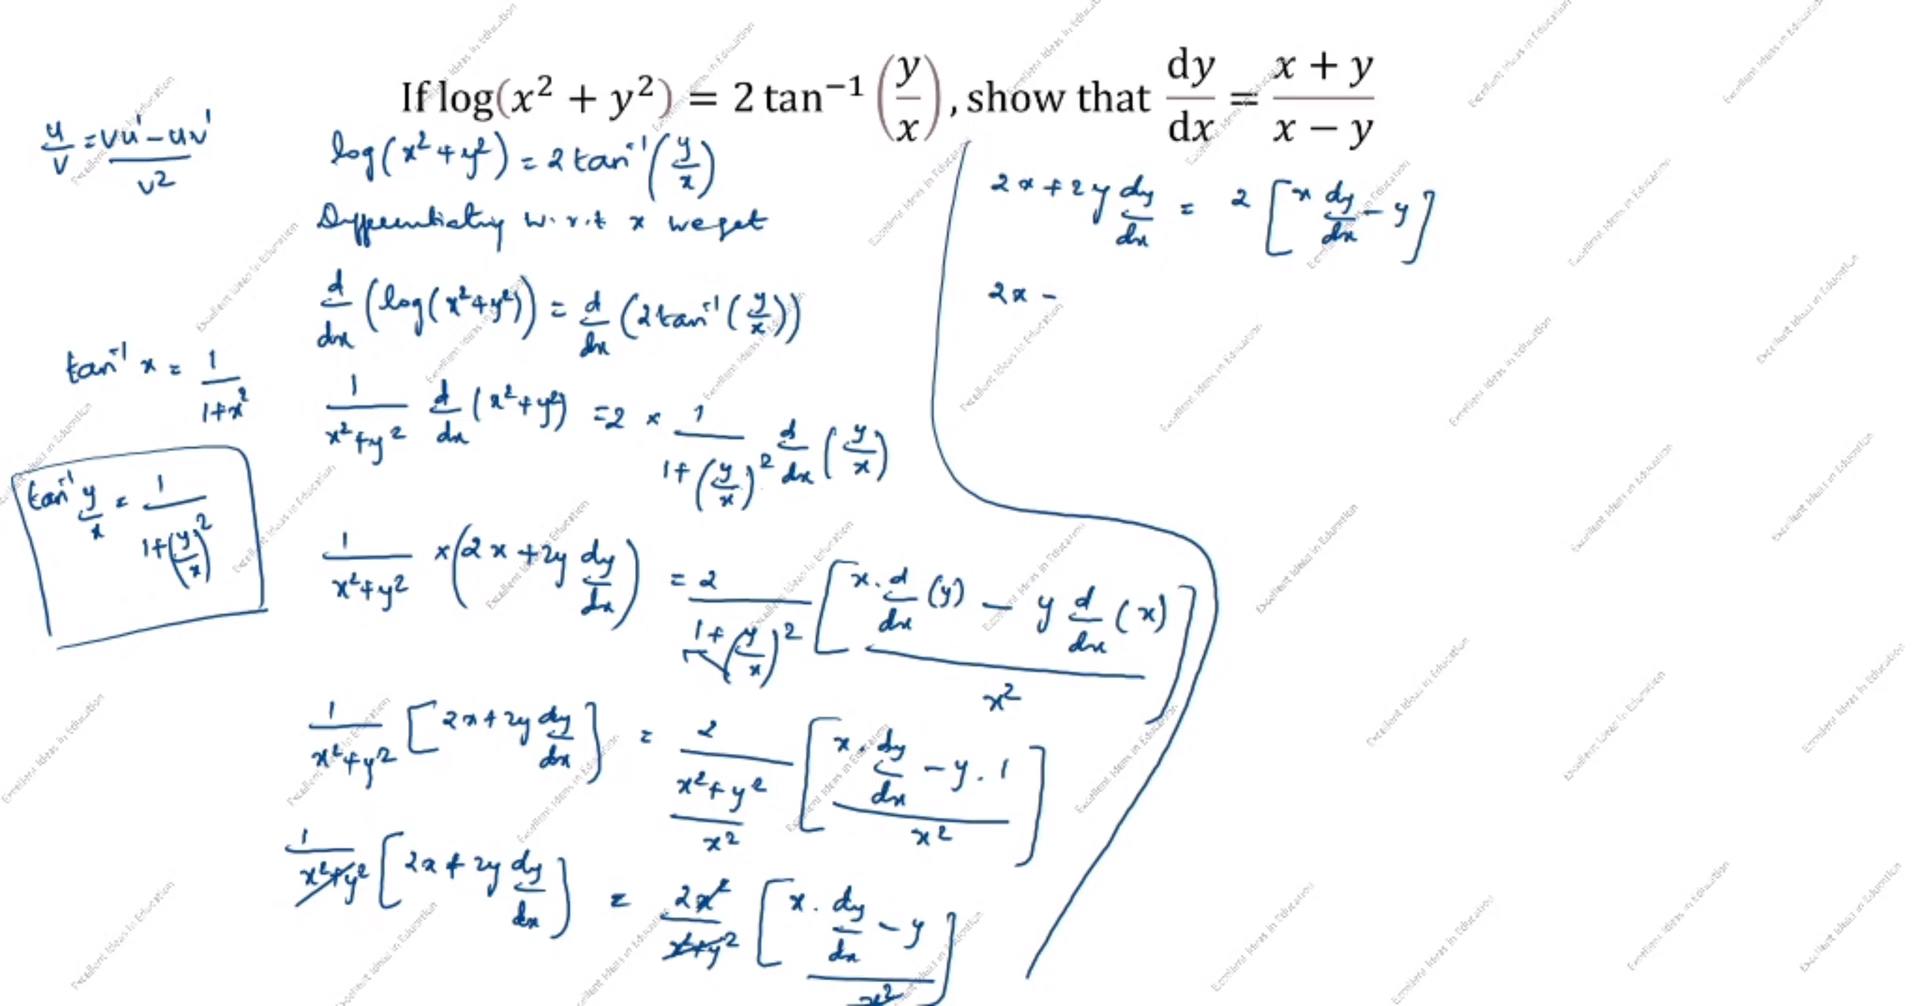 If log(x² + y²) = 2 tan⁻¹ (y/x), show that dy/dx = (x + y)/(x − y)
u/v = (vu' − uv')/v²
tan⁻¹ x = 1/(1+x²)
tan⁻¹ y/x = 1/(1+(y/x)²)
log(x²+y²) = 2 tan⁻¹(y/x)
Differentiating w.r.t x we get
d/dx (log(x²+y²)) = d/dx (2tan⁻¹(y/x))
1/(x²+y²) d/dx (x²+y²) = 2 × 1/(1+(y/x)²) d/dx (y/x)
1/(x²+y²) × (2x + 2y dy/dx) = 2/(1+(y/x)²) [(x. d/dx (y) − y d/dx (x))/x²]
1/(x²+y²) [2x + 2y dy/dx] = 2/((x²+y²)/x²) [(x. dy/dx − y . 1)/x²]
1/(x²+y²) [2x + 2y dy/dx] = 2x²/(x²+y²) [(x. dy/dx − y)/x²]
2x + 2y dy/dx = 2 [x dy/dx − y]
2x −
Excellent Ideas in Education